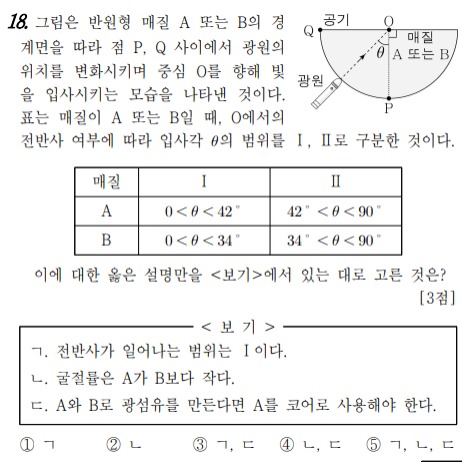 18. 그림은 반원형 매질 A 또는 B의 경
계면을 따라 점 P, Q 사이에서 광원의
위치를 변화시키며 중심 O를 향해 빛
을 입사시키는 모습을 나타낸 것이다.
표는 매질이 A 또는 B일 때, O에서의
전반사 여부에 따라 입사각 θ의 범위를 Ⅰ, Ⅱ로 구분한 것이다.
공기
Q
O
매질
θ A 또는 B
광원
P
매질 Ⅰ Ⅱ
A 0<θ<42° 42°<θ<90°
B 0<θ<34° 34°<θ<90°
이에 대한 옳은 설명만을 <보기>에서 있는 대로 고른 것은?
[3점]
< 보 기 >
ㄱ. 전반사가 일어나는 범위는 Ⅰ이다.
ㄴ. 굴절률은 A가 B보다 작다.
ㄷ. A와 B로 광섬유를 만든다면 A를 코어로 사용해야 한다.
① ㄱ ② ㄴ ③ ㄱ, ㄷ ④ ㄴ, ㄷ ⑤ ㄱ, ㄴ, ㄷ